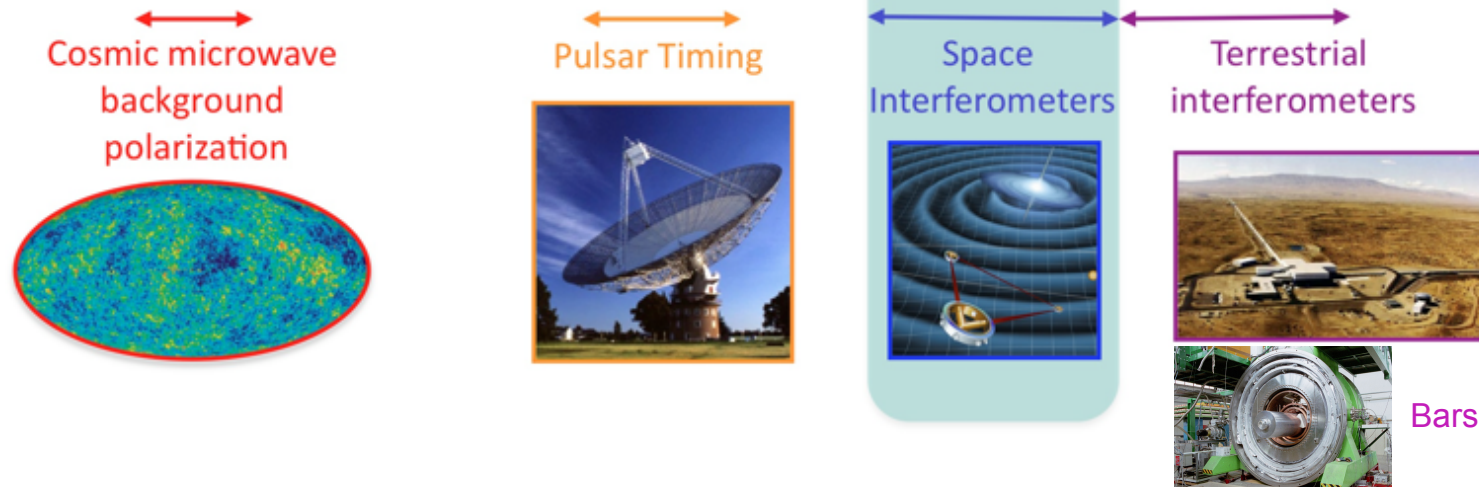 Cosmic microwave
background
polarization
Pulsar Timing
Space
Interferometers
Terrestrial
interferometers
Bars